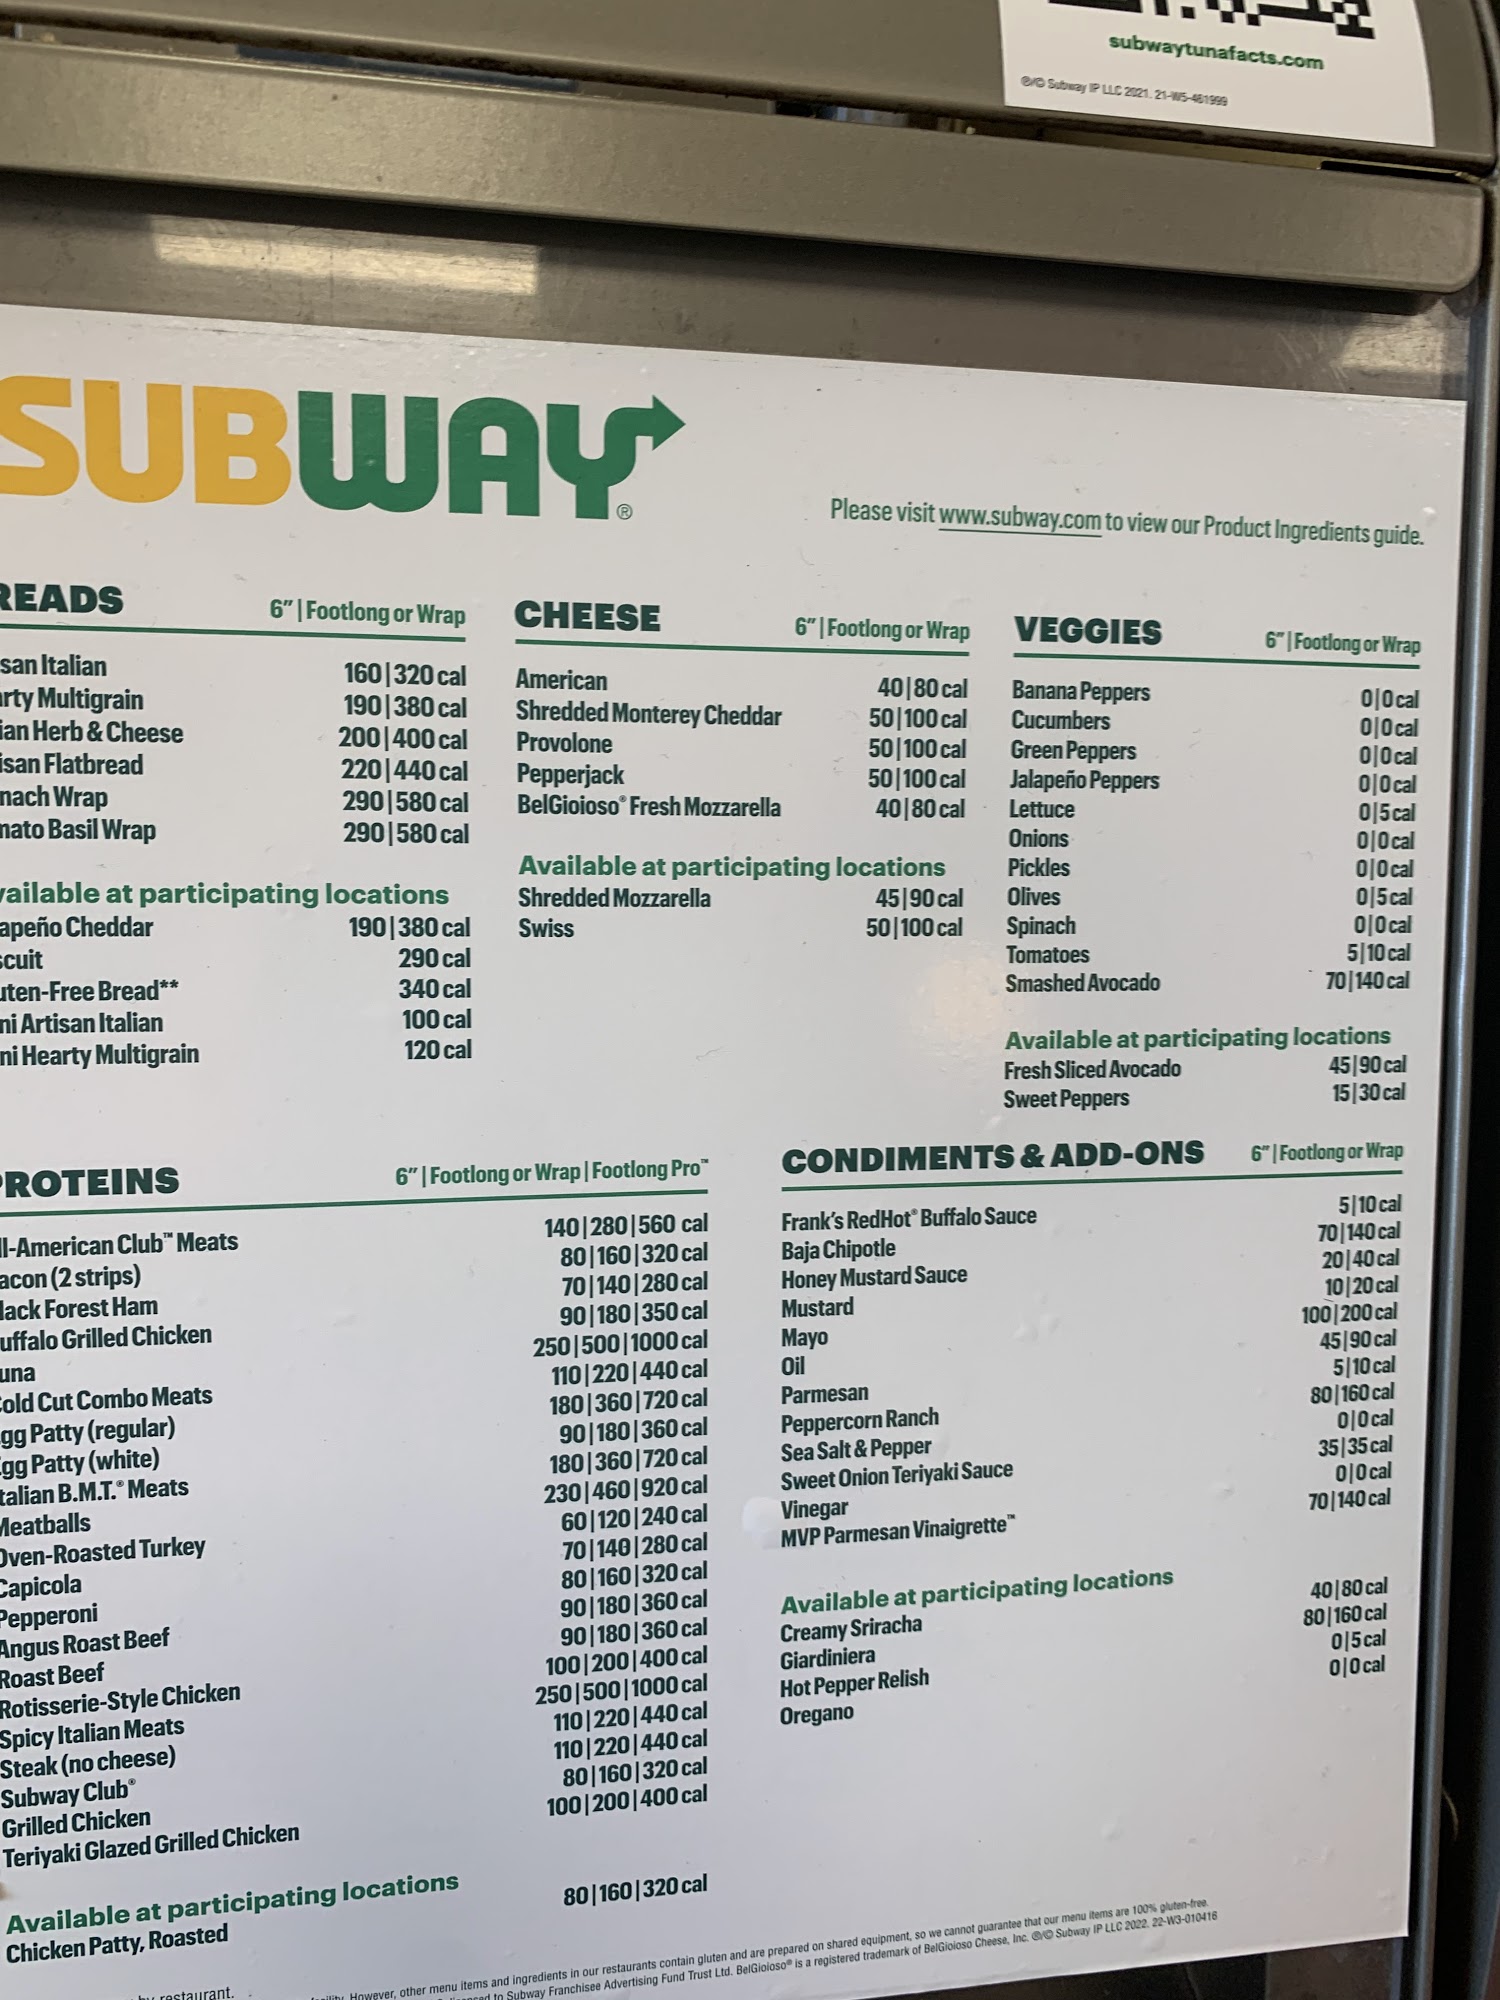 subwaytunafacts.com
®/© Subway IP LLC 2021. 21-W5-461999
SUBWAY®
Please visit www.subway.com to view our Product Ingredients guide.
READS 6" | Footlong or Wrap
san Italian 160|320 cal
arty Multigrain 190|380 cal
ian Herb & Cheese 200|400 cal
isan Flatbread 220|440 cal
nach Wrap 290|580 cal
mato Basil Wrap 290|580 cal
vailable at participating locations
apeño Cheddar 190|380 cal
scuit 290 cal
uten-Free Bread** 340 cal
ni Artisan Italian 100 cal
ni Hearty Multigrain 120 cal
CHEESE 6" | Footlong or Wrap
American 40|80 cal
Shredded Monterey Cheddar 50|100 cal
Provolone 50|100 cal
Pepperjack 50|100 cal
BelGioioso® Fresh Mozzarella 40|80 cal
Available at participating locations
Shredded Mozzarella 45|90 cal
Swiss 50|100 cal
VEGGIES 6" | Footlong or Wrap
Banana Peppers 0|0 cal
Cucumbers 0|0 cal
Green Peppers 0|0 cal
Jalapeño Peppers 0|0 cal
Lettuce 0|5 cal
Onions 0|0 cal
Pickles 0|0 cal
Olives 0|5 cal
Spinach 0|0 cal
Tomatoes 5|10 cal
Smashed Avocado 70|140 cal
Available at participating locations
Fresh Sliced Avocado 45|90 cal
Sweet Peppers 15|30 cal
PROTEINS 6" | Footlong or Wrap | Footlong Pro™
ll-American Club™ Meats 140|280|560 cal
acon (2 strips) 80|160|320 cal
lack Forest Ham 70|140|280 cal
uffalo Grilled Chicken 90|180|350 cal
una 250|500|1000 cal
Cold Cut Combo Meats 110|220|440 cal
gg Patty (regular) 180|360|720 cal
Egg Patty (white) 90|180|360 cal
talian B.M.T.® Meats 180|360|720 cal
Meatballs 230|460|920 cal
Oven-Roasted Turkey 60|120|240 cal
Capicola 70|140|280 cal
Pepperoni 80|160|320 cal
Angus Roast Beef 90|180|360 cal
Roast Beef 90|180|360 cal
Rotisserie-Style Chicken 100|200|400 cal
Spicy Italian Meats 250|500|1000 cal
Steak (no cheese) 110|220|440 cal
Subway Club® 110|220|440 cal
Grilled Chicken 80|160|320 cal
Teriyaki Glazed Grilled Chicken 100|200|400 cal
Available at participating locations
Chicken Patty, Roasted 80|160|320 cal
CONDIMENTS & ADD-ONS 6" | Footlong or Wrap
Frank's RedHot® Buffalo Sauce 5|10 cal
Baja Chipotle 70|140 cal
Honey Mustard Sauce 20|40 cal
Mustard 10|20 cal
Mayo 100|200 cal
Oil 45|90 cal
Parmesan 5|10 cal
Peppercorn Ranch 80|160 cal
Sea Salt & Pepper 0|0 cal
Sweet Onion Teriyaki Sauce 35|35 cal
Vinegar 0|0 cal
MVP Parmesan Vinaigrette™ 70|140 cal
Available at participating locations
Creamy Sriracha 40|80 cal
Giardiniera 80|160 cal
Hot Pepper Relish 0|5 cal
Oregano 0|0 cal
restaurant.
However, other menu items and ingredients in our restaurants contain gluten and are prepared on shared equipment, so we cannot guarantee that our menu items are 100% gluten-free.
to Subway Franchisee Advertising Fund Trust Ltd. BelGioioso® is a registered trademark of BelGioioso Cheese, Inc. ®/© Subway IP LLC 2022. 22-W3-010416